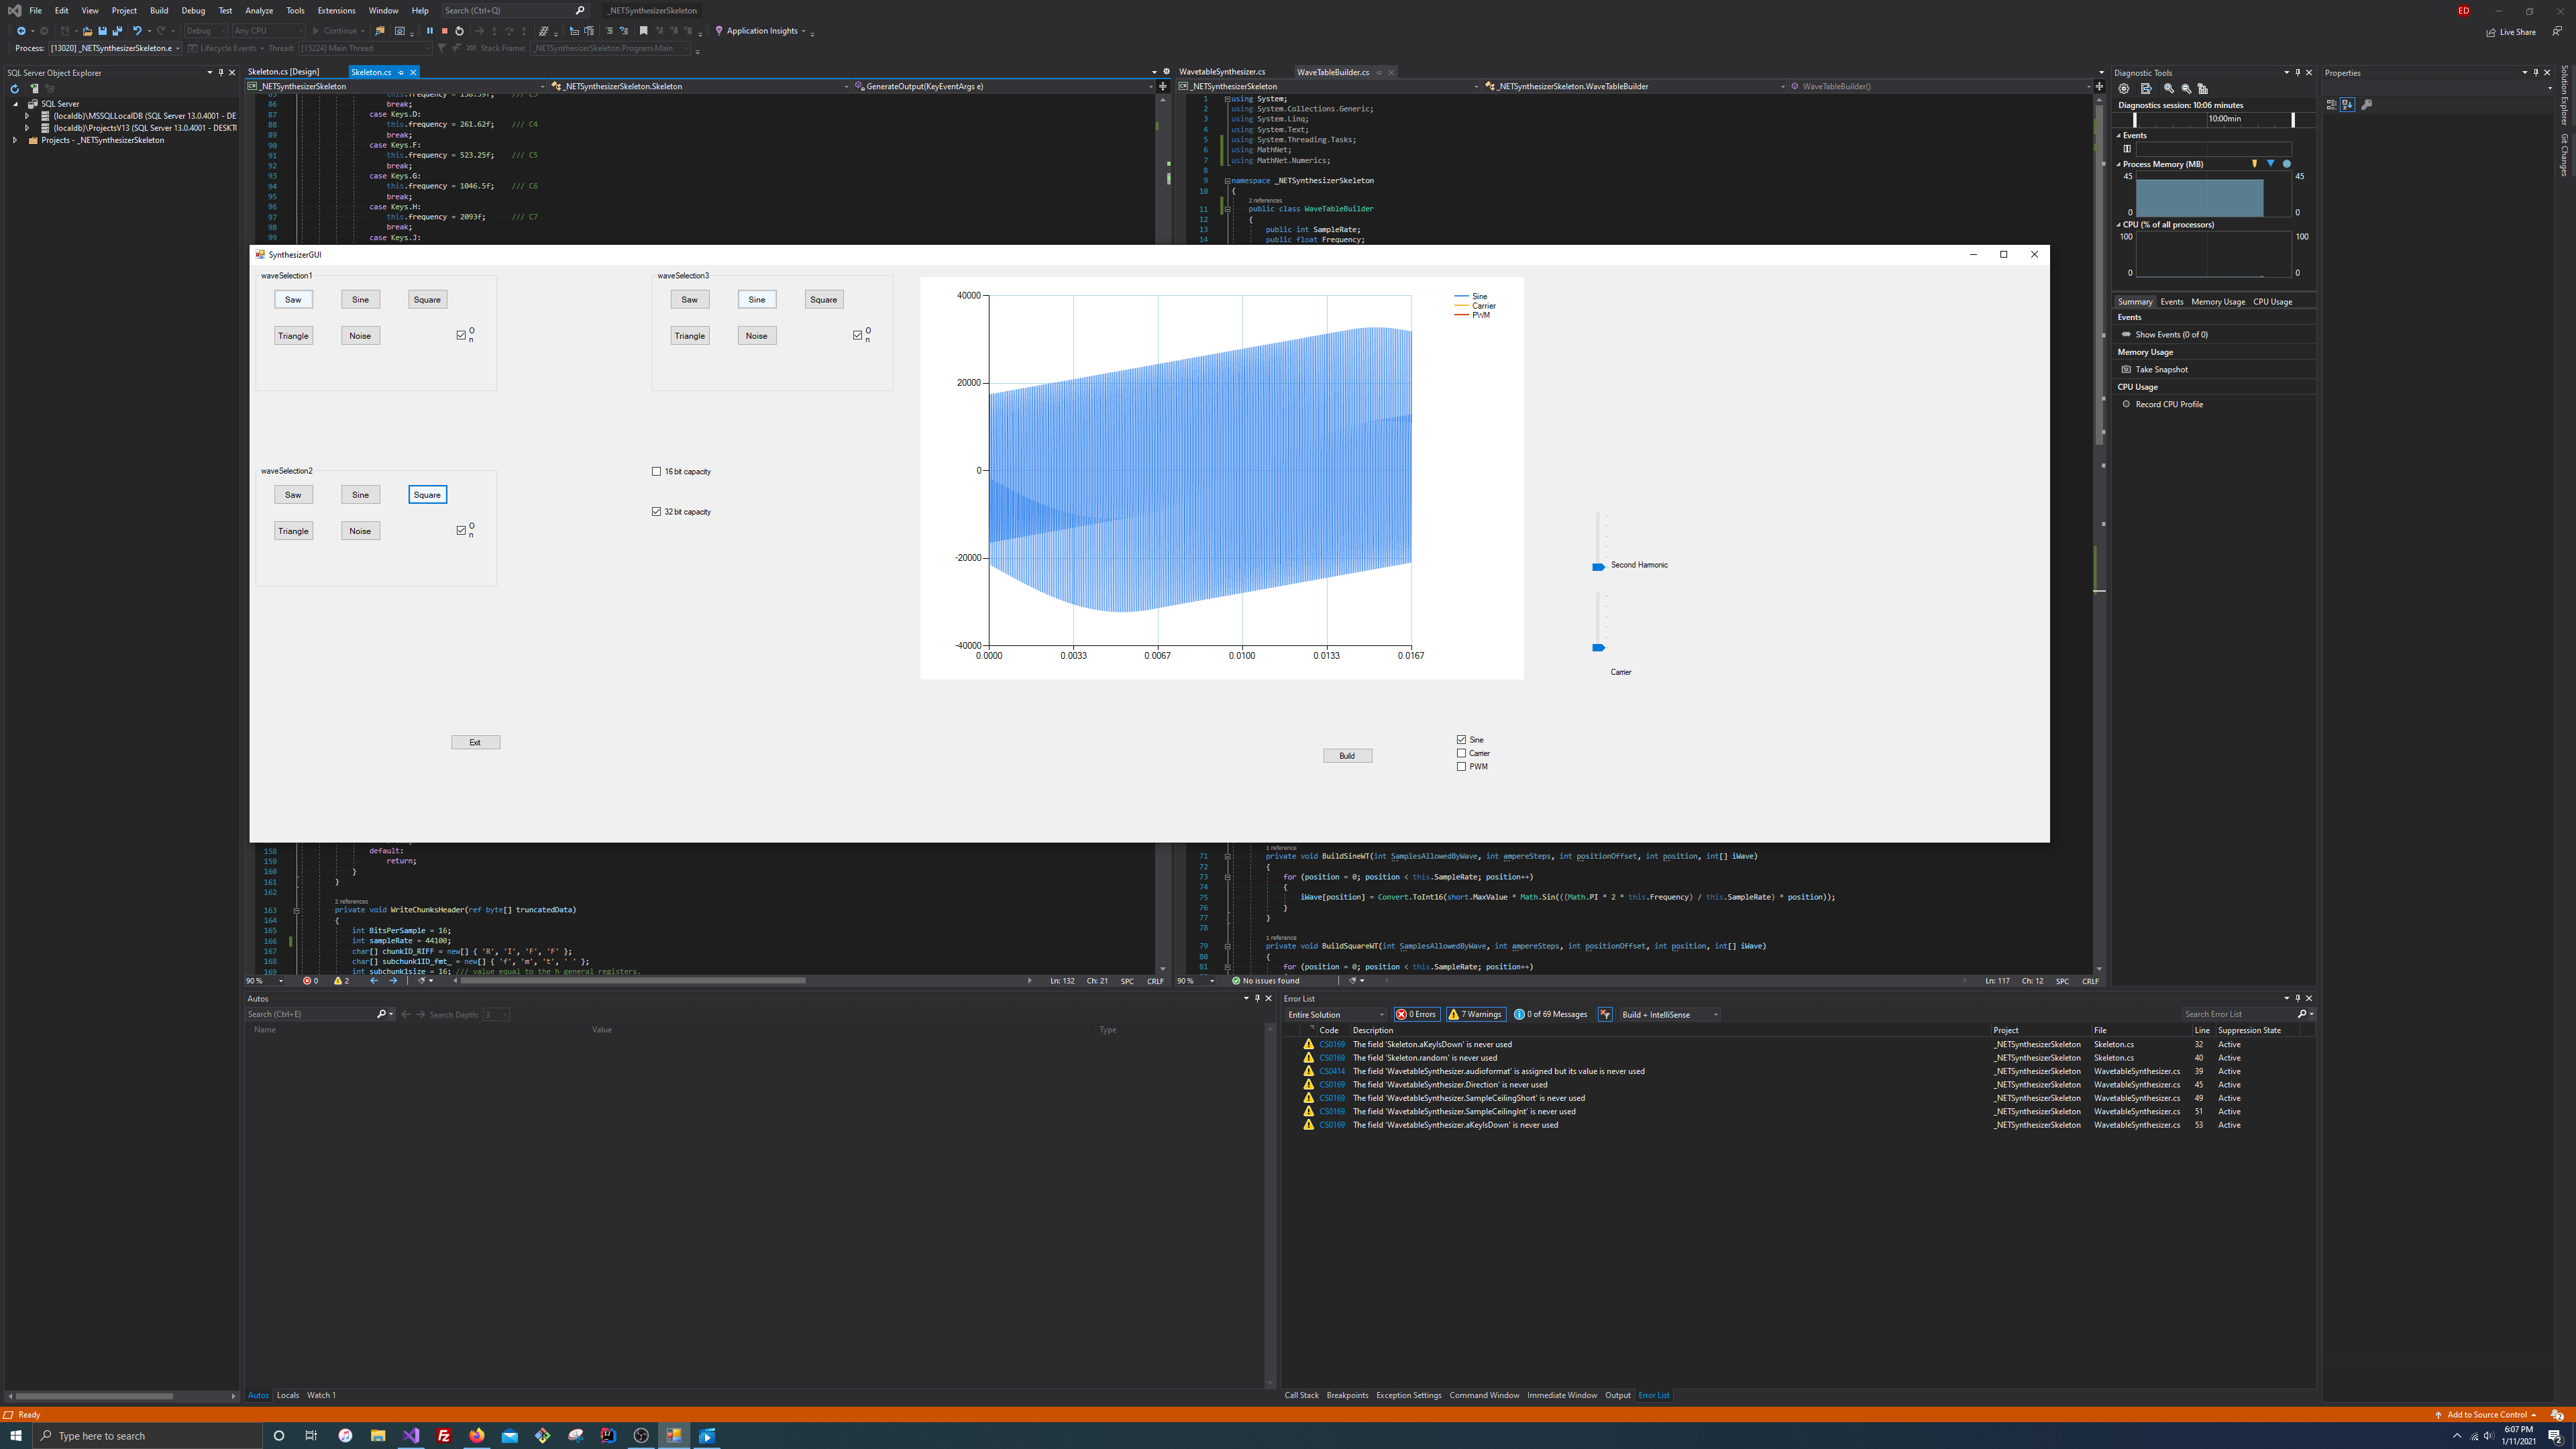 File Edit View Project Build Debug Test Analyze Tools Extensions Window Help Search (Ctrl+Q) _NETSynthesizerSkeleton ED
Debug Any CPU Continue Application Insights Live Share
Process: [13020] _NETSynthesizerSkeleton.e Lifecycle Events Thread: [15224] Main Thread Stack Frame: _NETSynthesizerSkeleton.Program.Main
SQL Server Object Explorer
SQL Server
(localdb)\MSSQLLocalDB (SQL Server 13.0.4001 - DE
(localdb)\ProjectsV13 (SQL Server 13.0.4001 - DESKT
Projects - _NETSynthesizerSkeleton
Skeleton.cs [Design] Skeleton.cs
_NETSynthesizerSkeleton _NETSynthesizerSkeleton.Skeleton GenerateOutput(KeyEventArgs e)
86 break;
87 case Keys.D:
88 this.frequency = 261.62f; /// C4
89 break;
90 case Keys.F:
91 this.frequency = 523.25f; /// C5
92 break;
93 case Keys.G:
94 this.frequency = 1046.5f; /// C6
95 break;
96 case Keys.H:
97 this.frequency = 2093f; /// C7
98 break;
99 case Keys.J:
WavetableSynthesizer.cs WaveTableBuilder.cs
_NETSynthesizerSkeleton _NETSynthesizerSkeleton.WaveTableBuilder WaveTableBuilder()
1 using System;
2 using System.Collections.Generic;
3 using System.Linq;
4 using System.Text;
5 using System.Threading.Tasks;
6 using MathNet;
7 using MathNet.Numerics;
8
9 namespace _NETSynthesizerSkeleton
10 {
2 references
11 public class WaveTableBuilder
12 {
13 public int SampleRate;
14 public float Frequency;
SynthesizerGUI
waveSelection1
Saw Sine Square
Triangle Noise On
waveSelection3
Saw Sine Square
Triangle Noise On
waveSelection2
Saw Sine Square
Triangle Noise On
16 bit capacity
32 bit capacity
40000
20000
0
-20000
-40000
0.0000 0.0033 0.0067 0.0100 0.0133 0.0167
Sine
Carrier
PWM
Second Harmonic
Carrier
Exit
Build
Sine
Carrier
PWM
158 default:
159 return;
160 }
161 }
162
2 references
163 private void WriteChunksHeader(ref byte[] truncatedData)
164 {
165 int BitsPerSample = 16;
166 int sampleRate = 44100;
167 char[] chunkID_RIFF = new[] { 'R', 'I', 'F', 'F' };
168 char[] subchunk1ID_fmt_ = new[] { 'f', 'm', 't', ' ' };
169 int subchunk1size = 16; /// value equal to the h general registers.
90 % 0 2 Ln: 132 Ch: 21 SPC CRLF
1 reference
71 private void BuildSineWT(int SamplesAllowedByWave, int ampereSteps, int positionOffset, int position, int[] iWave)
72 {
73 for (position = 0; position < this.SampleRate; position++)
74 {
75 iWave[position] = Convert.ToInt16(short.MaxValue * Math.Sin(((Math.PI * 2 * this.Frequency) / this.SampleRate) * position));
76 }
77 }
78
1 reference
79 private void BuildSquareWT(int SamplesAllowedByWave, int ampereSteps, int positionOffset, int position, int[] iWave)
80 {
81 for (position = 0; position < this.SampleRate; position++)
90 % No issues found Ln: 117 Ch: 12 SPC CRLF
Diagnostic Tools
Diagnostics session: 10:06 minutes
10:00min
Events
Process Memory (MB)
45 45
0 0
CPU (% of all processors)
100 100
0 0
Summary Events Memory Usage CPU Usage
Events
Show Events (0 of 0)
Memory Usage
Take Snapshot
CPU Usage
Record CPU Profile
Properties
Solution Explorer
Git Changes
Autos
Search (Ctrl+E) Search Depth: 3
Name Value Type
Autos Locals Watch 1
Error List
Entire Solution 0 Errors 7 Warnings 0 of 69 Messages Build + IntelliSense Search Error List
Code Description Project File Line Suppression State
CS0169 The field 'Skeleton.aKeyIsDown' is never used _NETSynthesizerSkeleton Skeleton.cs 32 Active
CS0169 The field 'Skeleton.random' is never used _NETSynthesizerSkeleton Skeleton.cs 40 Active
CS0414 The field 'WavetableSynthesizer.audioformat' is assigned but its value is never used _NETSynthesizerSkeleton WavetableSynthesizer.cs 39 Active
CS0169 The field 'WavetableSynthesizer.Direction' is never used _NETSynthesizerSkeleton WavetableSynthesizer.cs 45 Active
CS0169 The field 'WavetableSynthesizer.SampleCeilingShort' is never used _NETSynthesizerSkeleton WavetableSynthesizer.cs 49 Active
CS0169 The field 'WavetableSynthesizer.SampleCeilingInt' is never used _NETSynthesizerSkeleton WavetableSynthesizer.cs 51 Active
CS0169 The field 'WavetableSynthesizer.aKeyIsDown' is never used _NETSynthesizerSkeleton WavetableSynthesizer.cs 53 Active
Call Stack Breakpoints Exception Settings Command Window Immediate Window Output Error List
Ready Add to Source Control 2
Type here to search
6:07 PM
1/11/2021
2